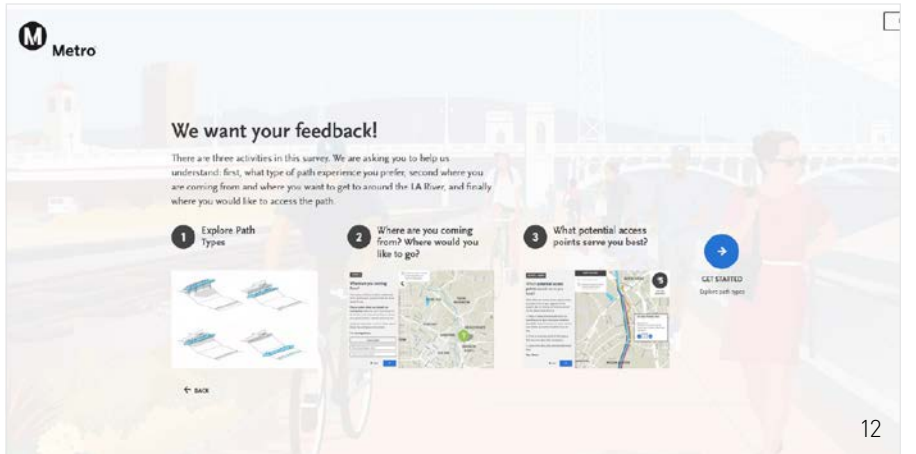 Metro
We want your feedback!
There are three activities in this survey. We are asking you to help us
understand: first, what type of path experience you prefer, second where you
are coming from and where you want to get to around the LA River, and finally
where you would like to access the path.
1 Explore Path
Types
2 Where are you coming
from? Where would you
like to go?
3 What potential access
points serve you best?
GET STARTED
Explore path types
← BACK
12